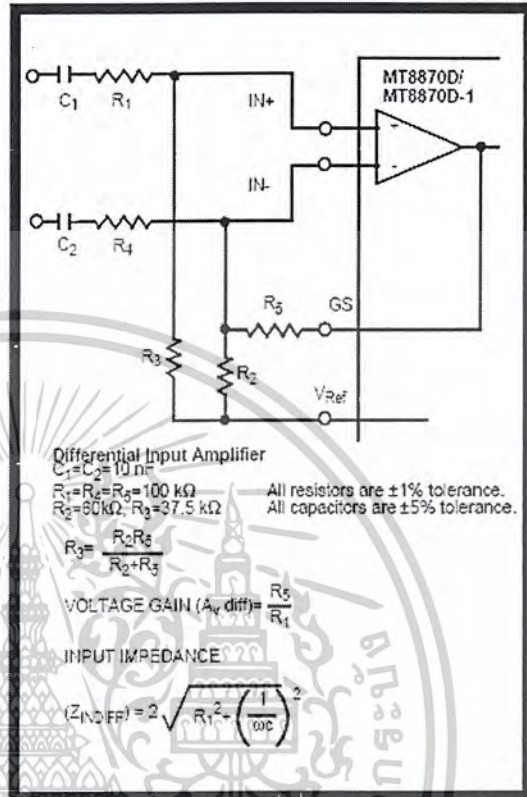 MT8870D/
MT8870D-1
C1
R1
IN+
+
IN-
-
C2
R4
R5
GS
R3
R2
VRef
Differential Input Amplifier
C1=C2=10 nF
R1=R4=R5=100 kΩ
All resistors are ±1% tolerance.
R2=60kΩ, R3=37.5 kΩ
All capacitors are ±5% tolerance.
R3= R2R5
R2+R5
VOLTAGE GAIN (Av diff)= R5
R1
INPUT IMPEDANCE
(ZINDIFF) = 2 √ R1² + (1/ωc)²